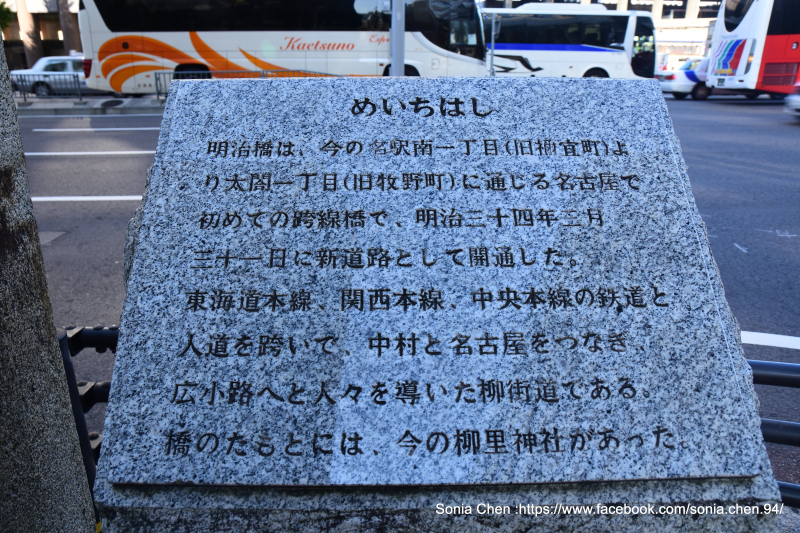 Kaetsuno
めいちはし
明治橋は、今の名駅南一丁目(旧柳宜町)よ
り太閤一丁目(旧牧野町)に通じる名古屋で
初めての跨線橋で、明治三十四年三月
三十一日に新道路として開通した。
東海道本線、関西本線、中央本線の鉄道と
人道を跨いで、中村と名古屋をつなぎ
広小路へと人々を導いた柳街道である。
橋のたもとには、今の柳里神社があった。
Sonia Chen :https://www.facebook.com/sonia.chen.94/